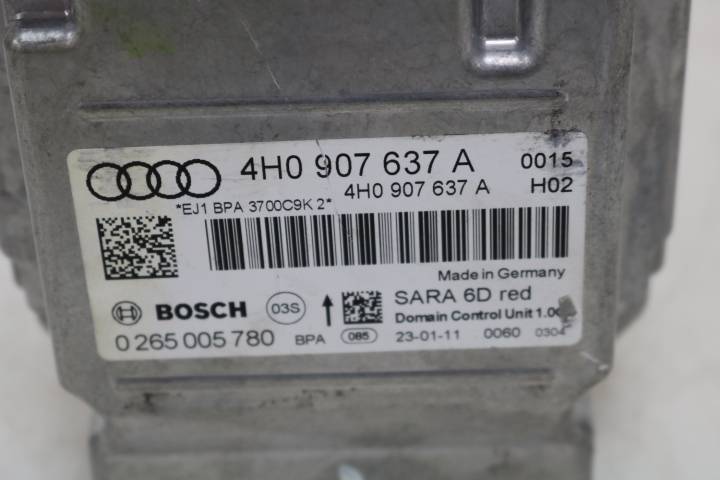 4H0 907 637 A 0015
4H0 907 637 A H02
*EJ1 BPA 3700C9K 2*
Made in Germany
BOSCH 03S SARA 6D red
Domain Control Unit 1.00
0 265 005 780 BPA 085 23-01-11 0060 0304